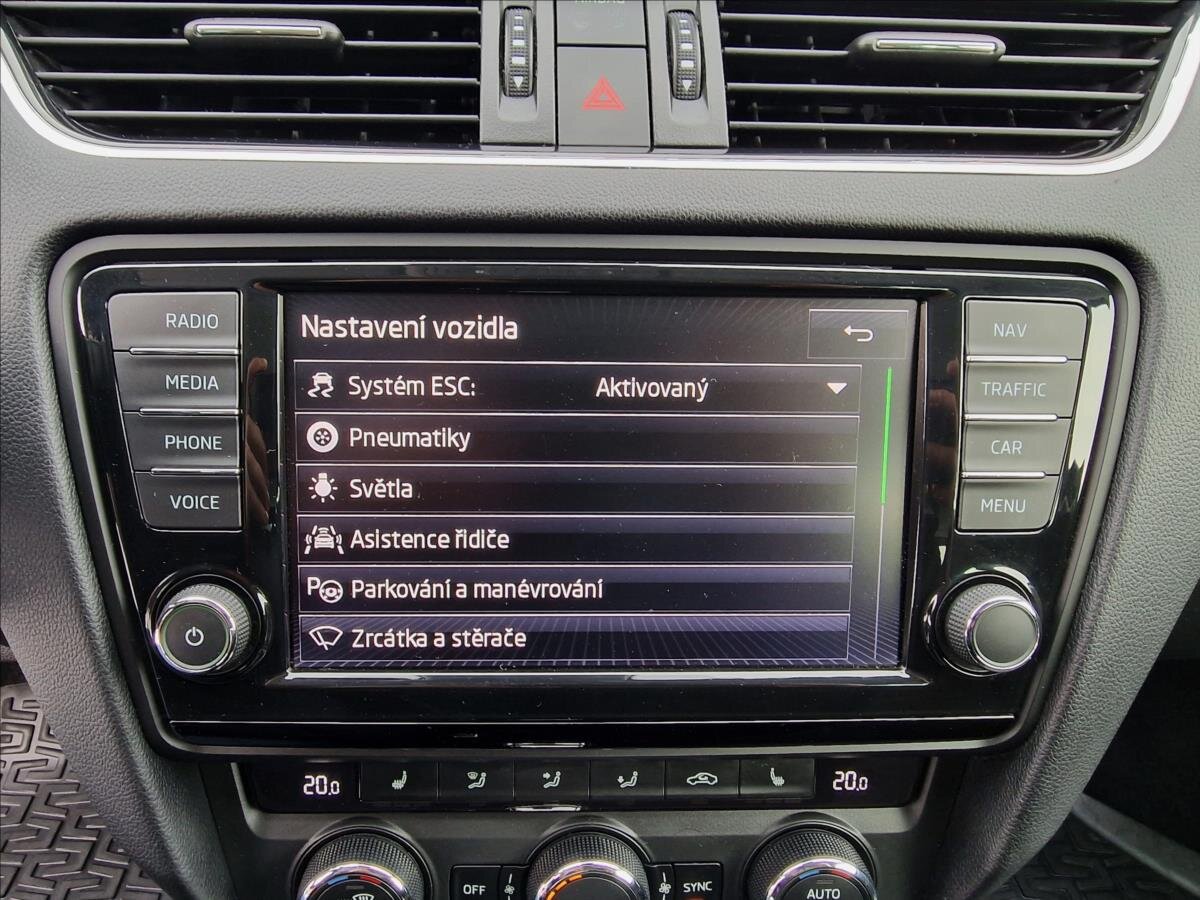 AIRBAG
RADIO
MEDIA
PHONE
VOICE
Nastavení vozidla
Systém ESC: Aktivovaný
Pneumatiky
Světla
Asistence řidiče
P Parkování a manévrování
Zrcátka a stěrače
NAV
TRAFFIC
CAR
MENU
20.0
20.0
OFF
SYNC
AUTO